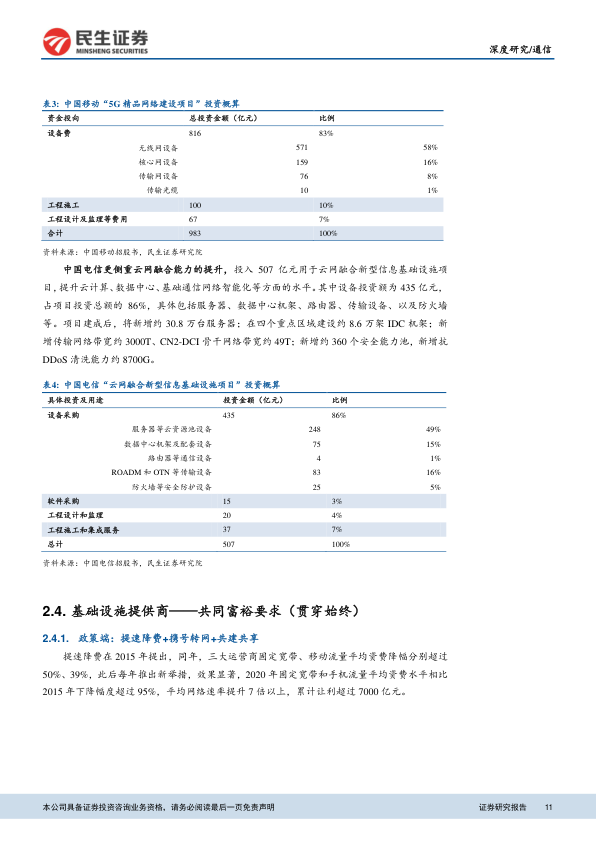 民生证券
MINSHENG SECURITIES
深度研究/通信
表3: 中国移动“5G 精品网络建设项目”投资概算
资金投向 总投资金额（亿元） 比例
设备费 816 83%
无线网设备 571 58%
核心网设备 159 16%
传输网设备 76 8%
传输光缆 10 1%
工程施工 100 10%
工程设计及监理等费用 67 7%
合计 983 100%
资料来源：中国移动招股书，民生证券研究院
中国电信更侧重云网融合能力的提升，投入 507 亿元用于云网融合新型信息基础设施项
目，提升云计算、数据中心、基础通信网络智能化等方面的水平。其中设备投资额为 435 亿元，
占项目投资总额的 86%，具体包括服务器、数据中心机架、路由器、传输设备、以及防火墙
等。项目建成后，将新增约 30.8 万台服务器；在四个重点区域建设约 8.6 万架 IDC 机架；新
增传输网络带宽约 3000T、CN2-DCI 骨干网络带宽约 49T；新增约 360 个安全能力池，新增抗
DDoS 清洗能力约 8700G。
表4: 中国电信“云网融合新型信息基础设施项目”投资概算
具体投资及用途 投资金额（亿元） 比例
设备采购 435 86%
服务器等云资源池设备 248 49%
数据中心机架及配套设备 75 15%
路由器等通信设备 4 1%
ROADM 和 OTN 等传输设备 83 16%
防火墙等安全防护设备 25 5%
软件采购 15 3%
工程设计和监理 20 4%
工程施工和集成服务 37 7%
总计 507 100%
资料来源：中国电信招股书，民生证券研究院
2.4. 基础设施提供商——共同富裕要求（贯穿始终）
2.4.1. 政策端：提速降费+携号转网+共建共享
提速降费在 2015 年提出，同年，三大运营商固定宽带、移动流量平均资费降幅分别超过
50%、39%，此后每年推出新举措，效果显著，2020 年固定宽带和手机流量平均资费水平相比
2015 年下降幅度超过 95%，平均网络速率提升 7 倍以上，累计让利超过 7000 亿元。
本公司具备证券投资咨询业务资格，请务必阅读最后一页免责声明 证券研究报告 11